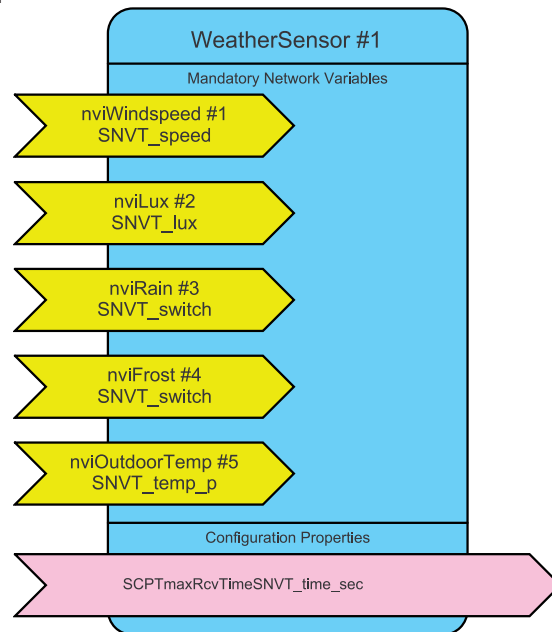 WeatherSensor #1
Mandatory Network Variables
nviWindspeed #1
SNVT_speed
nviLux #2
SNVT_lux
nviRain #3
SNVT_switch
nviFrost #4
SNVT_switch
nviOutdoorTemp #5
SNVT_temp_p
Configuration Properties
SCPTmaxRcvTimeSNVT_time_sec